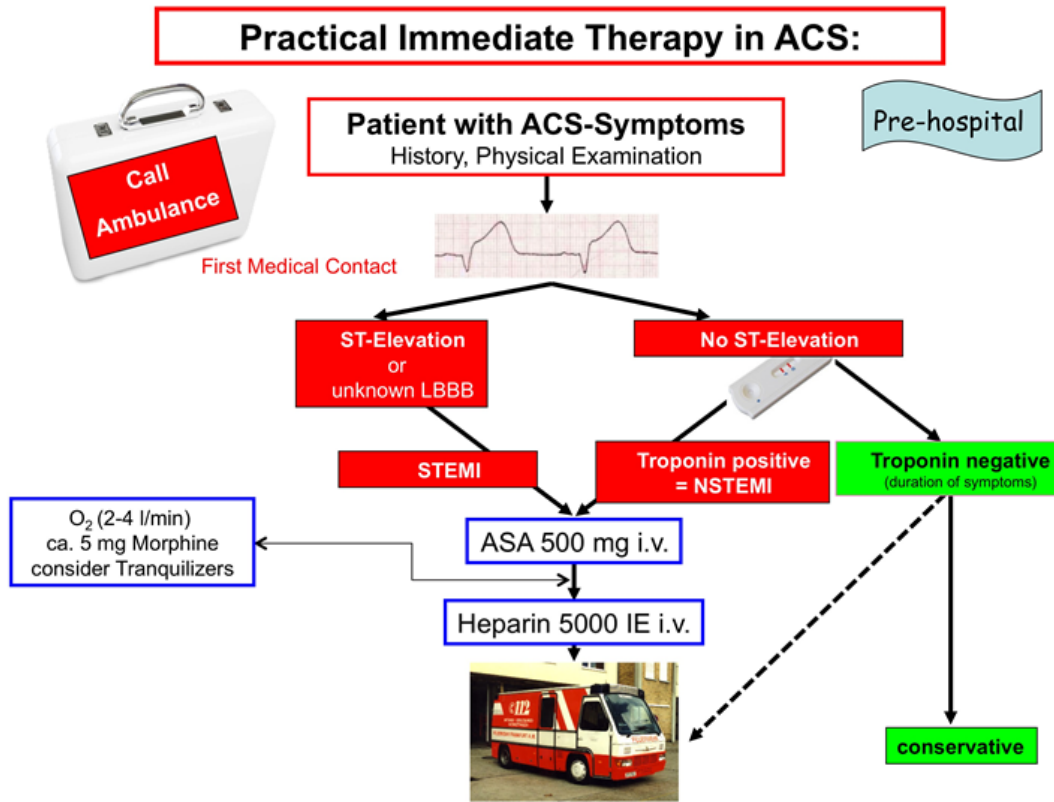 Practical Immediate Therapy in ACS:
Pre-hospital
Call
Ambulance
Patient with ACS-Symptoms
History, Physical Examination
First Medical Contact
ST-Elevation
or
unknown LBBB
No ST-Elevation
STEMI
Troponin positive
= NSTEMI
Troponin negative
(duration of symptoms)
O₂ (2-4 l/min)
ca. 5 mg Morphine
consider Tranquilizers
ASA 500 mg i.v.
Heparin 5000 IE i.v.
112
conservative